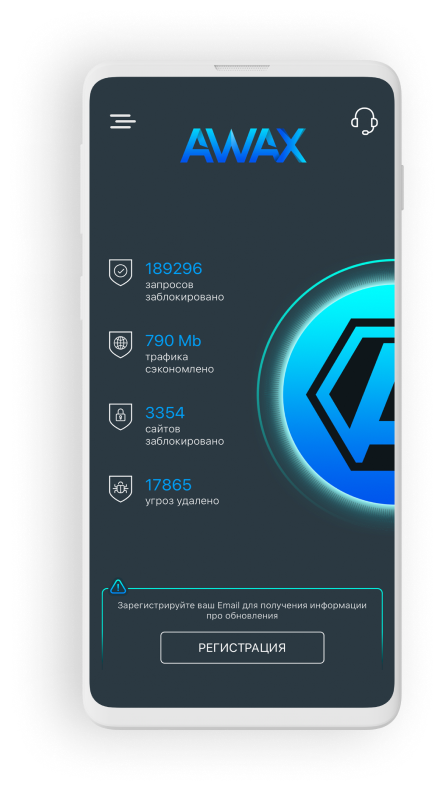 AWAX
189296
запросов
заблокировано
790 Mb
трафика
сэкономлено
3354
сайтов
заблокировано
17865
угроз удалено
Зарегистрируйте ваш Email для получения информации
про обновления
РЕГИСТРАЦИЯ